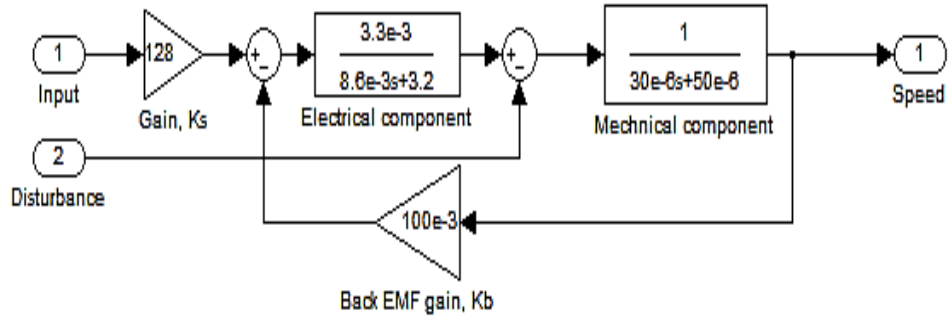 1
Input
128
Gain, Ks
+
−
3.3e-3
8.6e-3s+3.2
Electrical component
+
−
1
30e-6s+50e-6
Mechnical component
1
Speed
2
Disturbance
100e-3
Back EMF gain, Kb